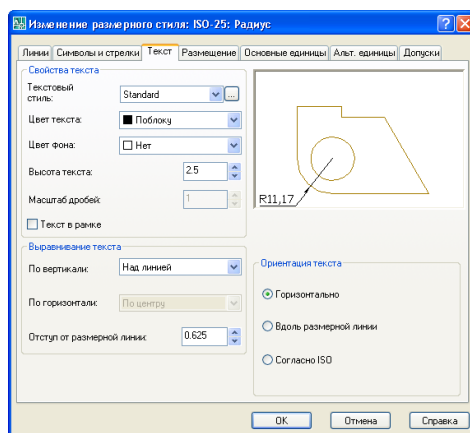 Изменение размерного стиля: ISO-25: Радиус
Линии Символы и стрелки Текст Размещение Основные единицы Альт. единицы Допуски
Свойства текста
Текстовый стиль: Standard ...
Цвет текста: Поблоку
Цвет фона: Нет
Высота текста: 2.5
Масштаб дробей: 1
Текст в рамке
R11,17
Выравнивание текста
По вертикали: Над линией
По горизонтали: По центру
Отступ от размерной линии: 0.625
Ориентация текста
Горизонтально
Вдоль размерной линии
Согласно ISO
OK Отмена Справка